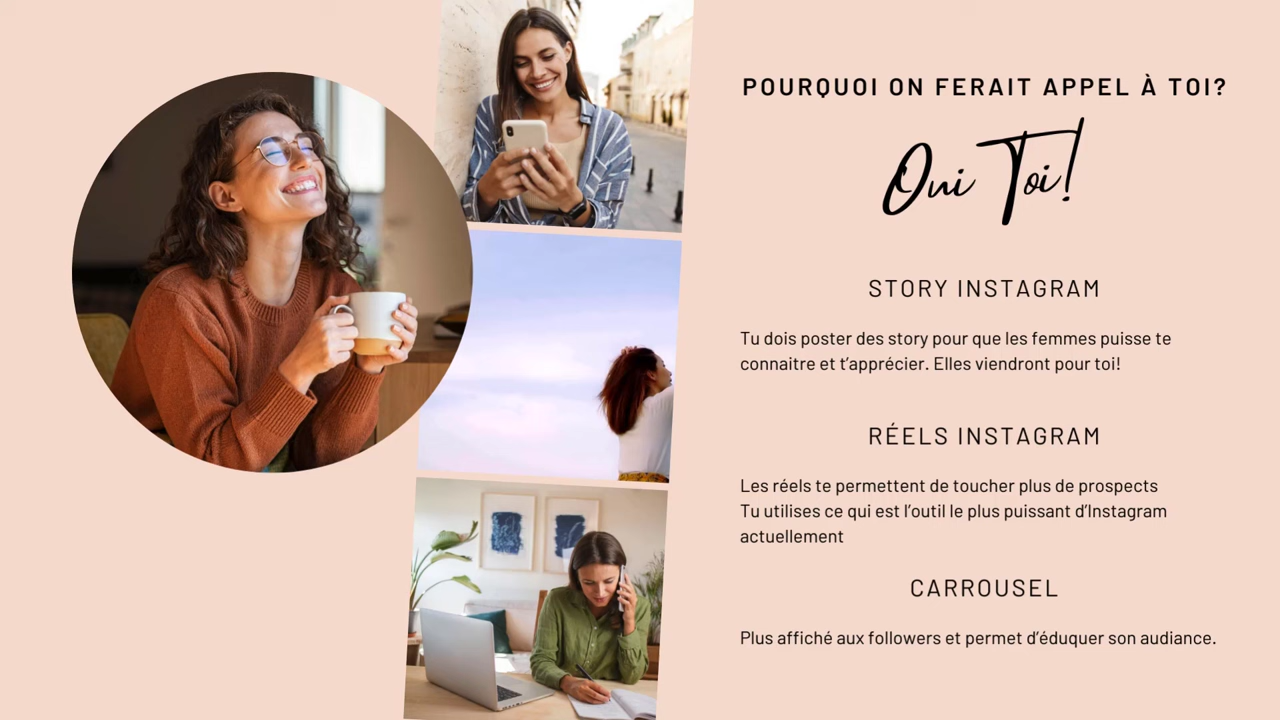 POURQUOI ON FERAIT APPEL À TOI?
Oui Toi!
STORY INSTAGRAM
Tu dois poster des story pour que les femmes puisse te
connaitre et t'apprécier. Elles viendront pour toi!
RÉELS INSTAGRAM
Les réels te permettent de toucher plus de prospects
Tu utilises ce qui est l'outil le plus puissant d'Instagram
actuellement
CARROUSEL
Plus affiché aux followers et permet d'éduquer son audiance.